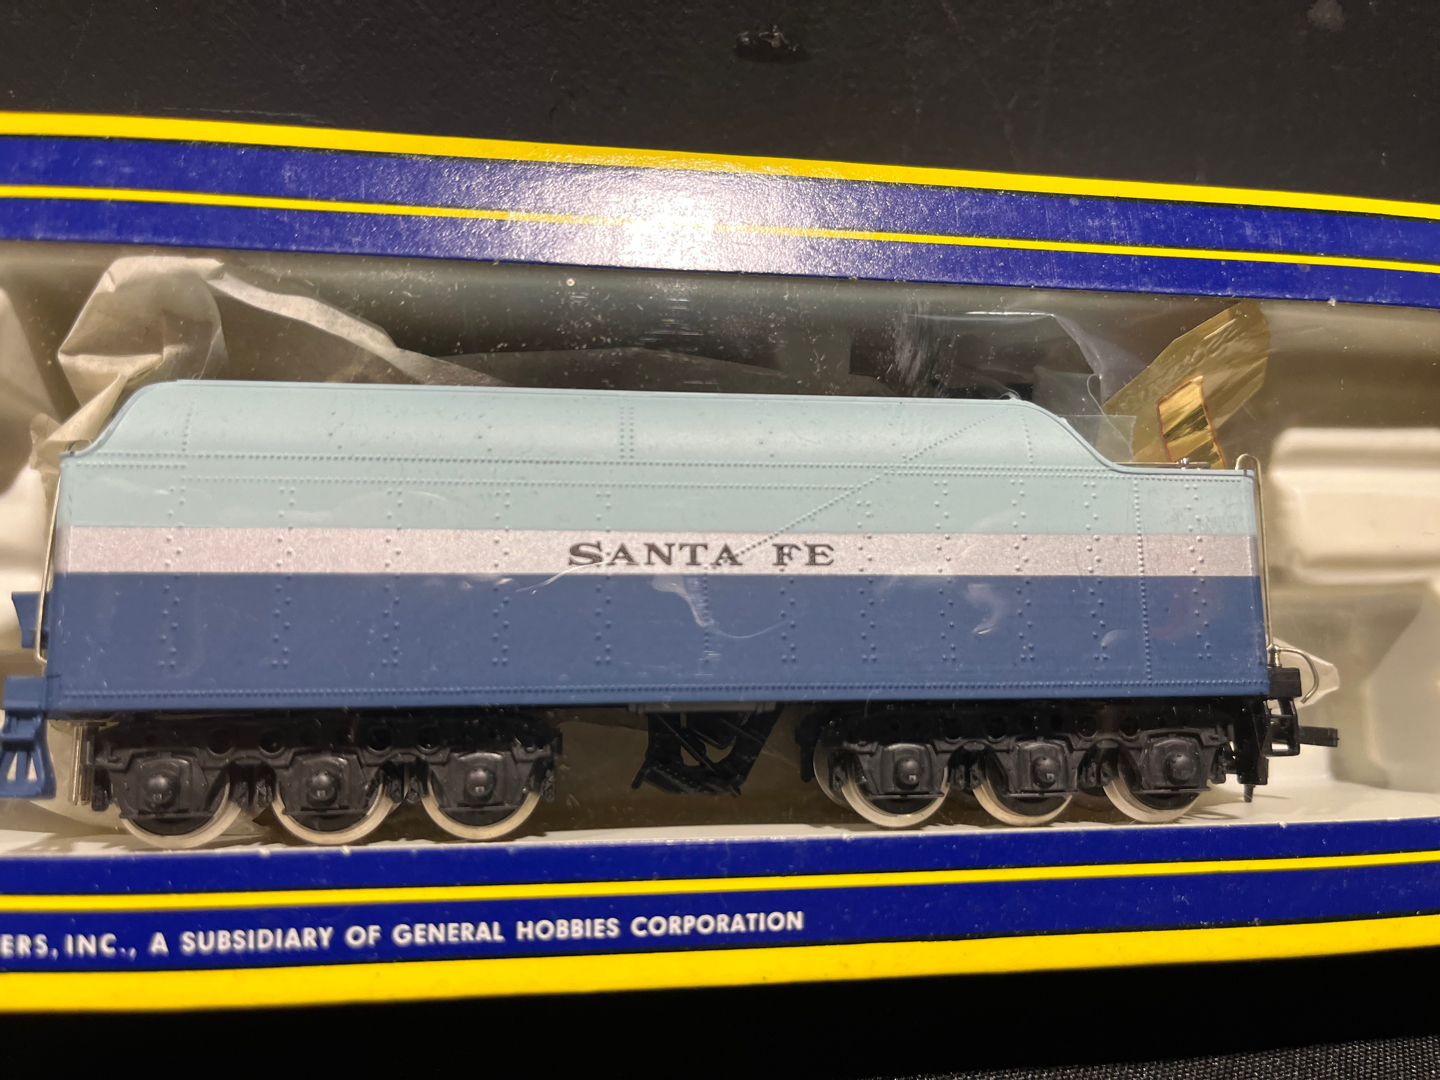 SANTA FE
ERS, INC., A SUBSIDIARY OF GENERAL HOBBIES CORPORATION